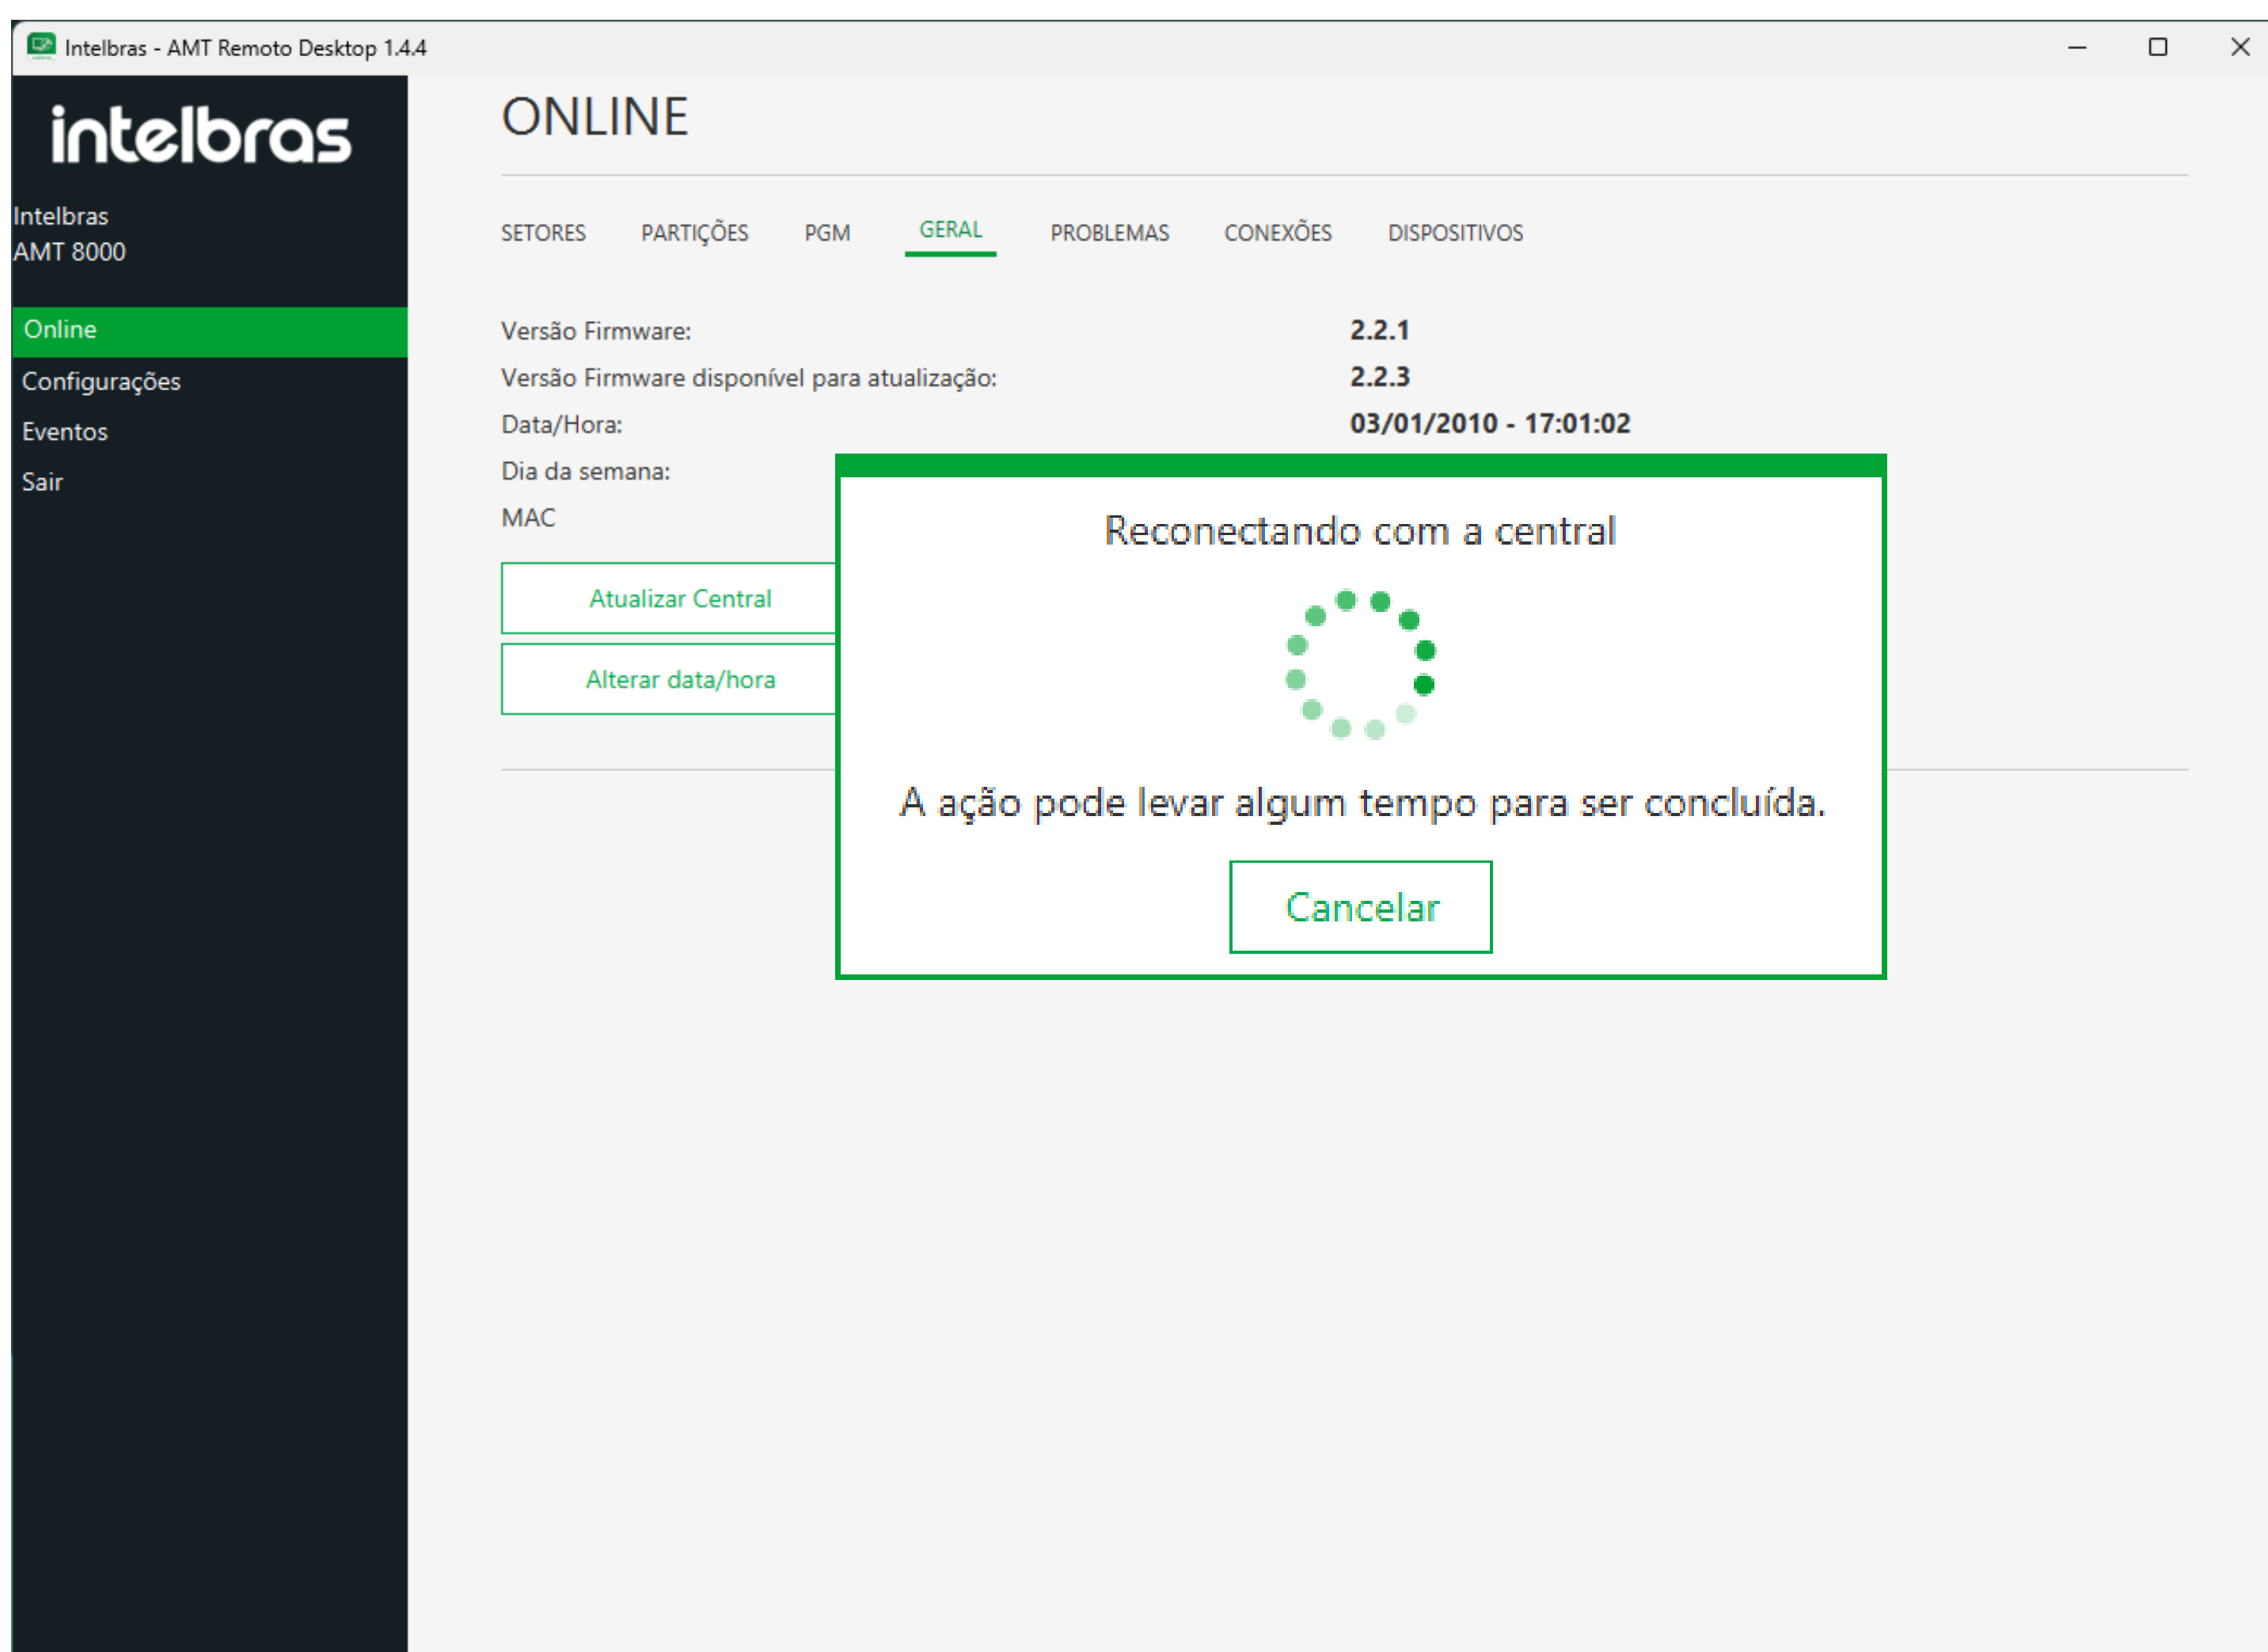 Intelbras - AMT Remoto Desktop 1.4.4
intelbras
Intelbras
AMT 8000
Online
Configurações
Eventos
Sair
ONLINE
SETORES PARTIÇÕES PGM GERAL PROBLEMAS CONEXÕES DISPOSITIVOS
Versão Firmware: 2.2.1
Versão Firmware disponível para atualização: 2.2.3
Data/Hora: 03/01/2010 - 17:01:02
Dia da semana:
MAC
Atualizar Central
Alterar data/hora
Reconectando com a central
A ação pode levar algum tempo para ser concluída.
Cancelar